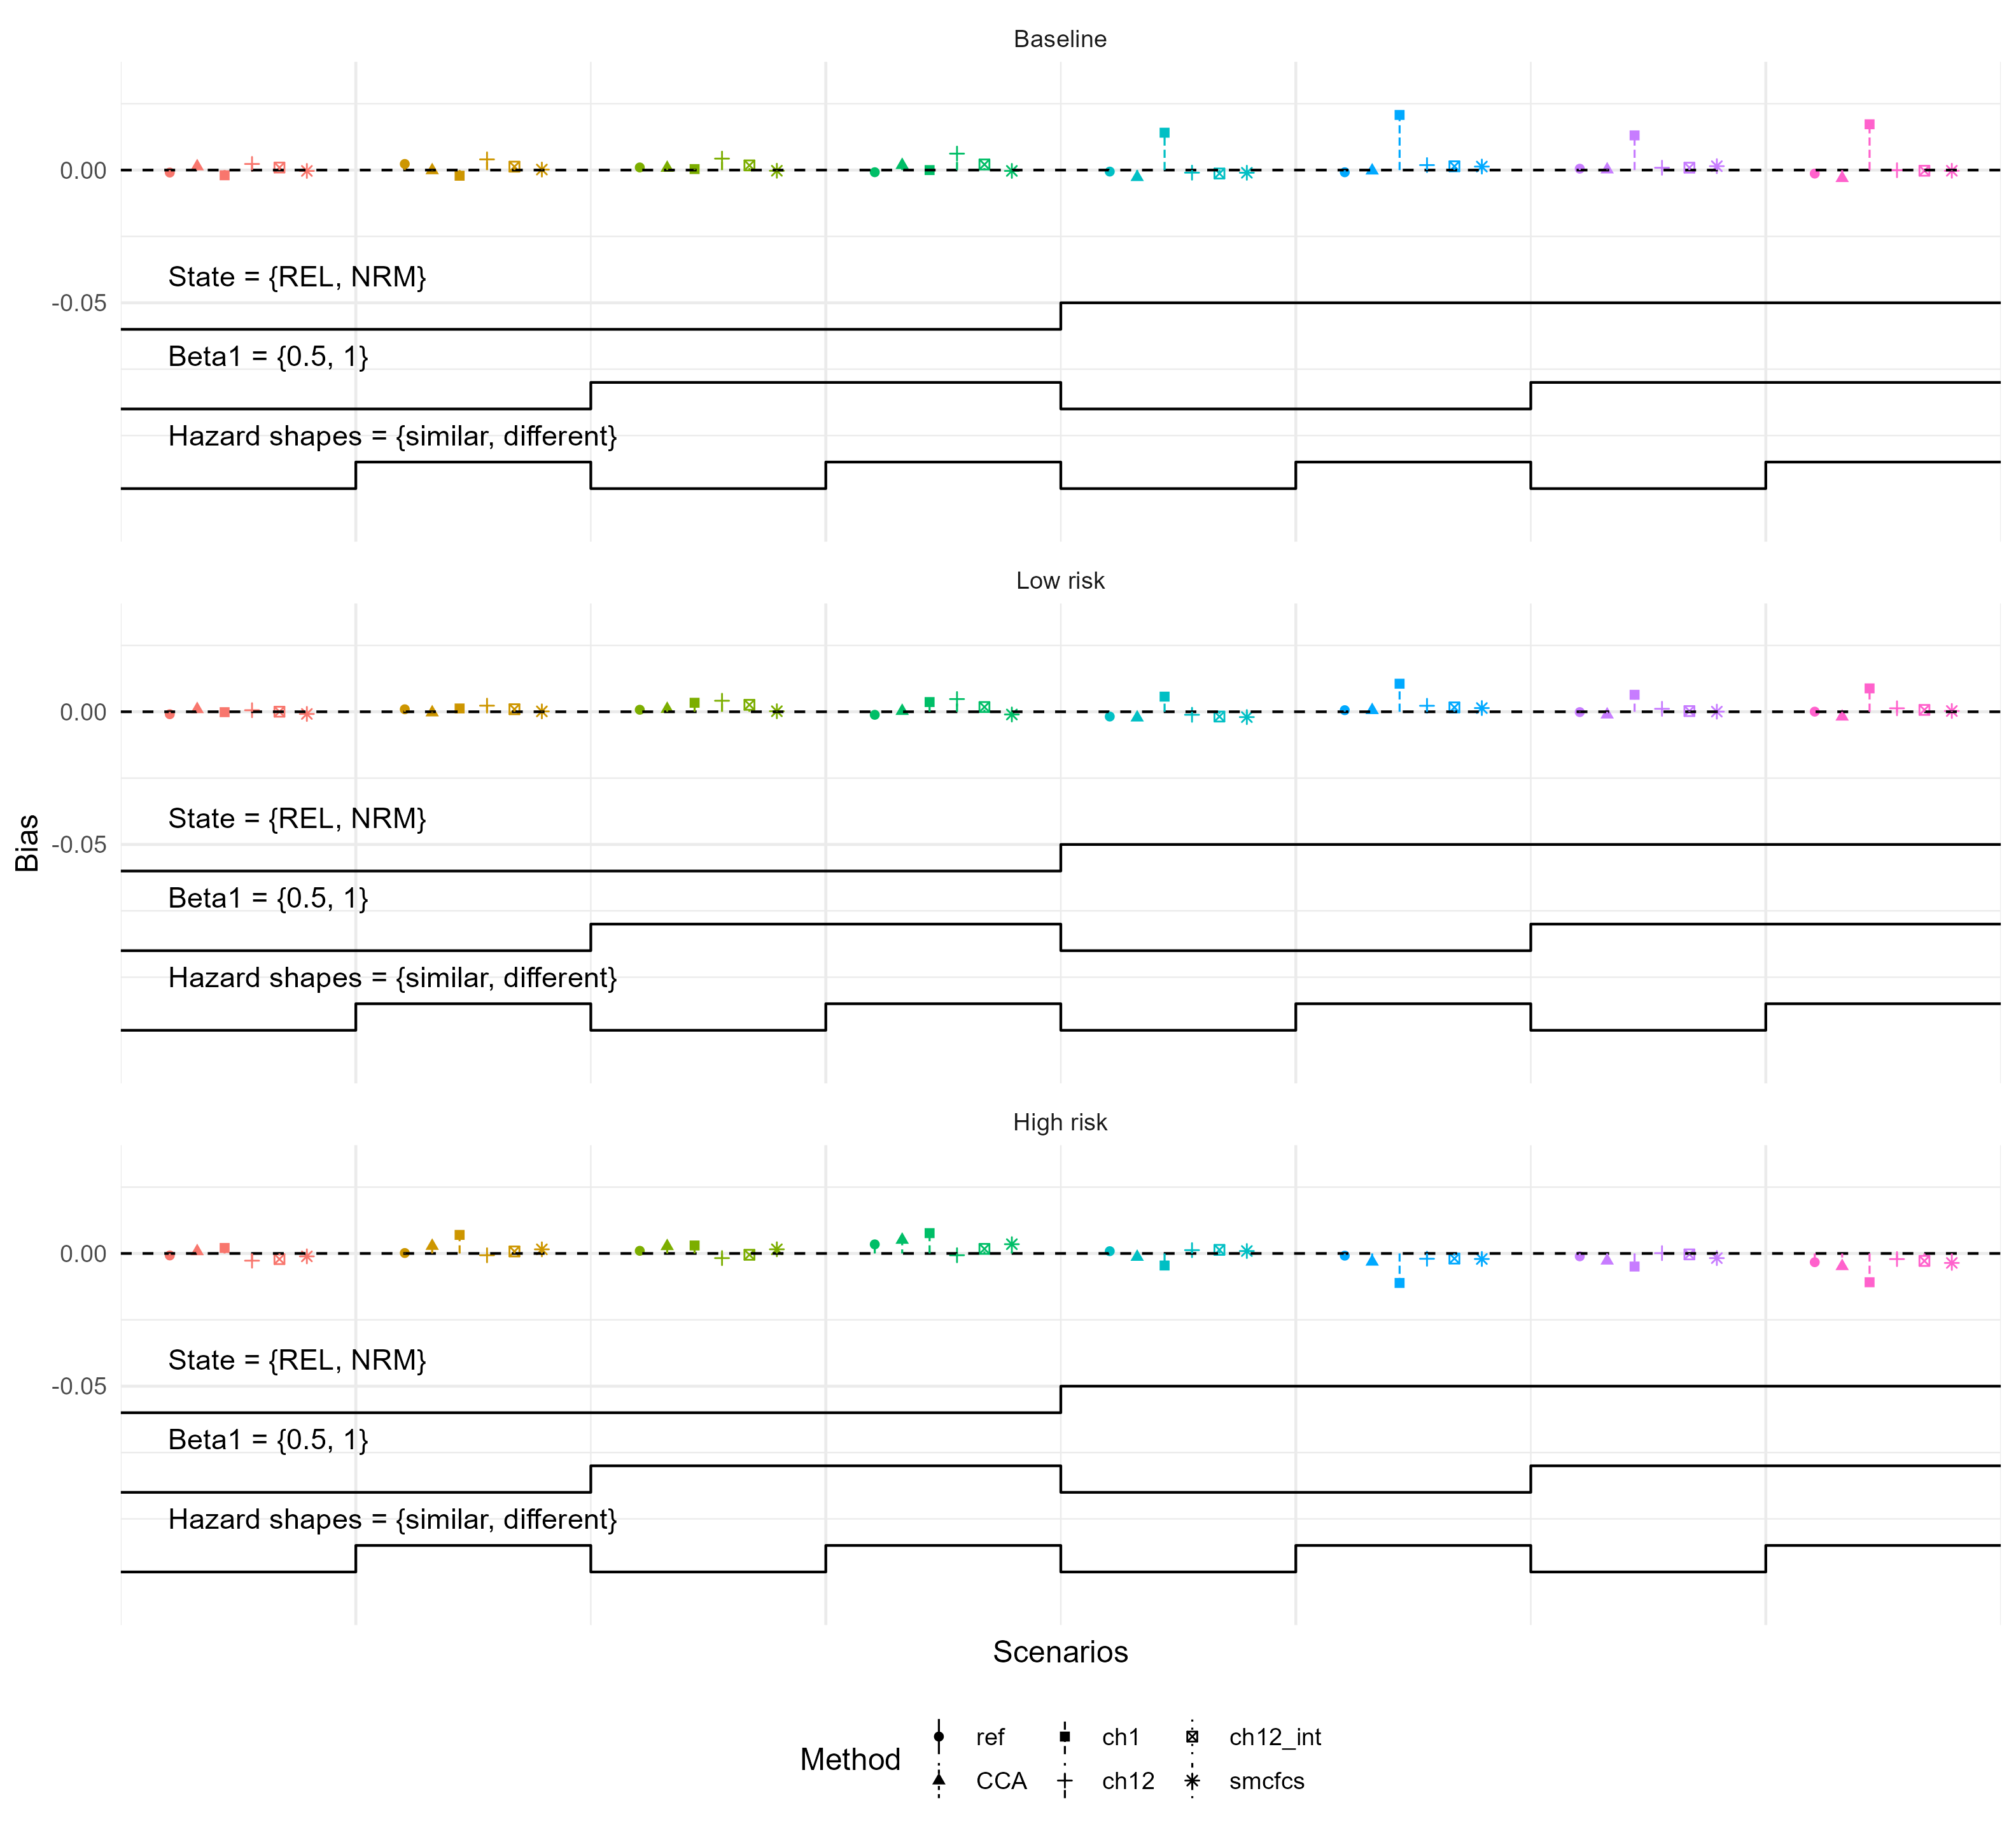 Baseline
0.00
State = {REL, NRM}
-0.05
Beta1 = {0.5, 1}
Hazard shapes = {similar, different}
Low risk
0.00
State = {REL, NRM}
Bias
-0.05
Beta1 = {0.5, 1}
Hazard shapes = {similar, different}
High risk
0.00
State = {REL, NRM}
-0.05
Beta1 = {0.5, 1}
Hazard shapes = {similar, different}
Scenarios
Method
ref ch1 ch12_int
CCA ch12 smcfcs